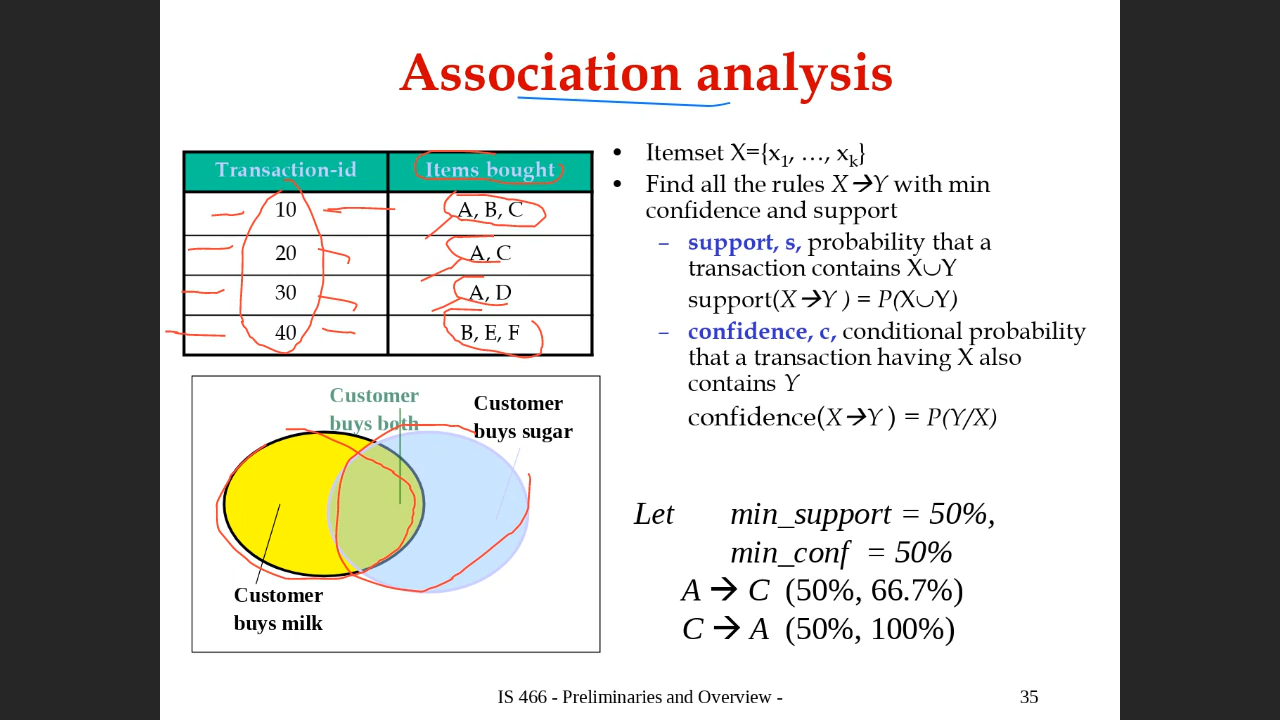 Association analysis
Transaction-id Items bought
10 A, B, C
20 A, C
30 A, D
40 B, E, F
Customer
buys both
Customer
buys sugar
Customer
buys milk
• Itemset X={x1, …, xk}
• Find all the rules X→Y with min
confidence and support
– support, s, probability that a
transaction contains X∪Y
support(X→Y ) = P(X∪Y)
– confidence, c, conditional probability
that a transaction having X also
contains Y
confidence(X→Y ) = P(Y/X)
Let min_support = 50%,
min_conf = 50%
A → C (50%, 66.7%)
C → A (50%, 100%)
IS 466 - Preliminaries and Overview - 35